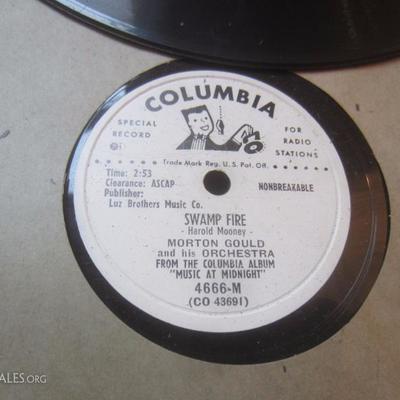 COLUMBIA
SPECIAL RECORD
FOR RADIO STATIONS
Trade Mark Reg. U.S. Pat. Off.
Time: 2:53
Clearance: ASCAP
NONBREAKABLE
Publisher:
Luz Brothers Music Co.
SWAMP FIRE
- Harold Mooney -
MORTON GOULD
and his ORCHESTRA
FROM THE COLUMBIA ALBUM
"MUSIC AT MIDNIGHT"
4666-M
(CO 43691)
ALES.ORG